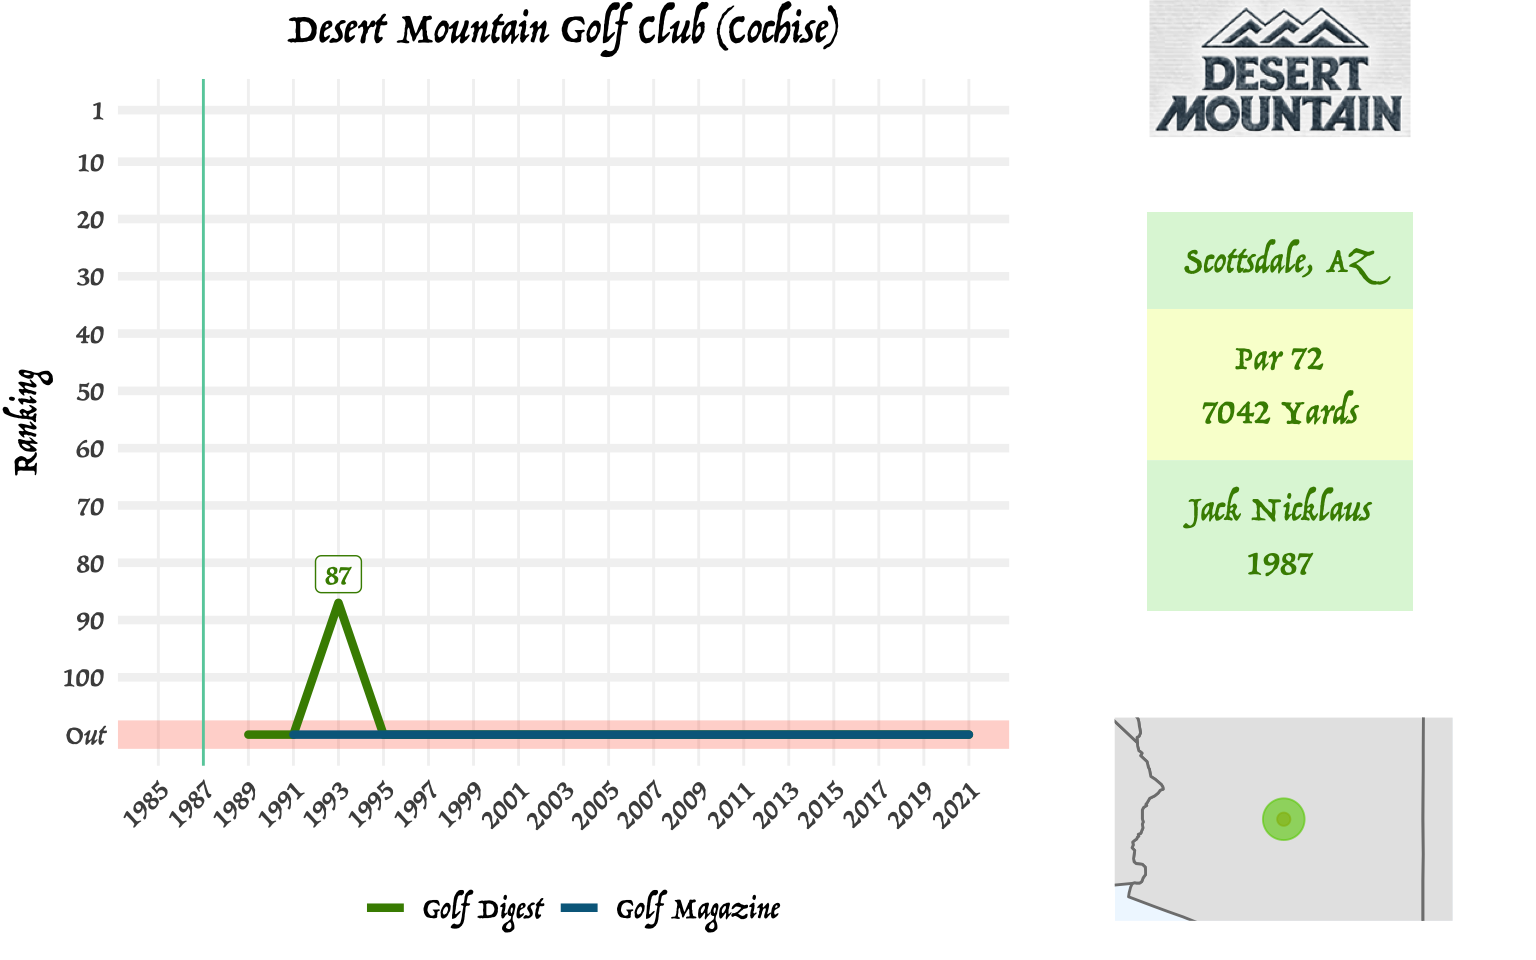 Desert Mountain Golf Club (Cochise)
DESERT
MOUNTAIN
Ranking
1
10
20
30
40
50
60
70
80
90
100
Out
87
1985
1987
1989
1991
1993
1995
1997
1999
2001
2003
2005
2007
2009
2011
2013
2015
2017
2019
2021
Golf Digest
Golf Magazine
Scottsdale, AZ
Par 72
7042 Yards
Jack Nicklaus
1987